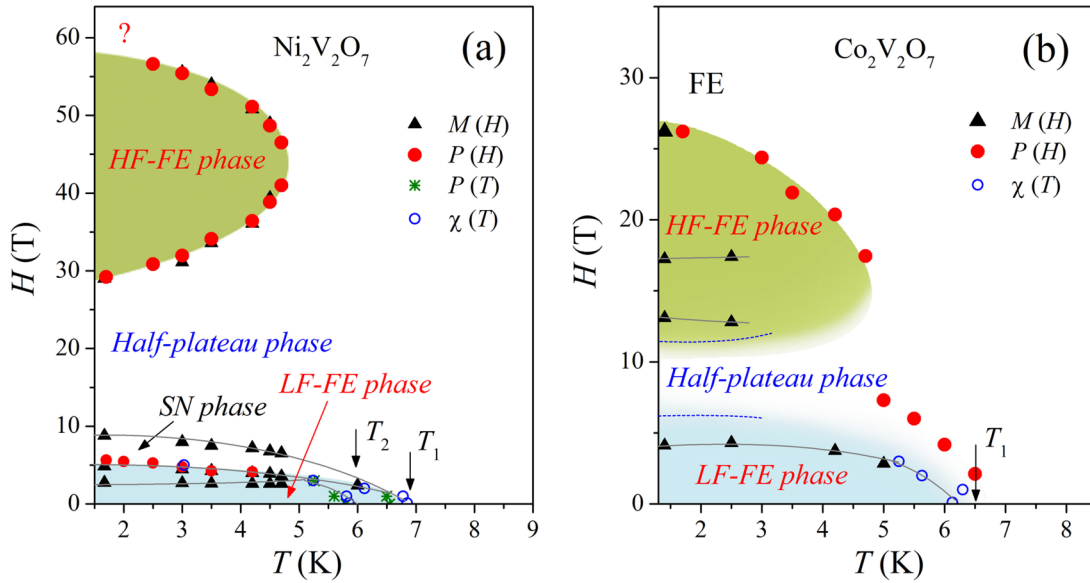 (a)
Ni2V2O7
?
M (H)
P (H)
P (T)
χ (T)
HF-FE phase
Half-plateau phase
LF-FE phase
SN phase
T2
T1
60
50
40
30
20
10
0
2
3
4
5
6
7
8
9
H (T)
T (K)
(b)
Co2V2O7
FE
M (H)
P (H)
χ (T)
HF-FE phase
Half-plateau phase
T1
LF-FE phase
30
20
10
0
2
3
4
5
6
7
8
H (T)
T (K)